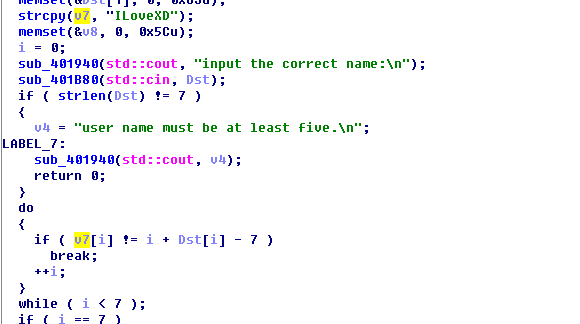 memset(&Dst[1], 0, 0x63u);
strcpy(v7, "ILoveXD");
memset(&v8, 0, 0x5Cu);
i = 0;
sub_401940(std::cout, "input the correct name:\n");
sub_401B80(std::cin, Dst);
if ( strlen(Dst) != 7 )
{
v4 = "user name must be at least five.\n";
LABEL_7:
sub_401940(std::cout, v4);
return 0;
}
do
{
if ( v7[i] != i + Dst[i] - 7 )
break;
++i;
}
while ( i < 7 );
if ( i == 7 )